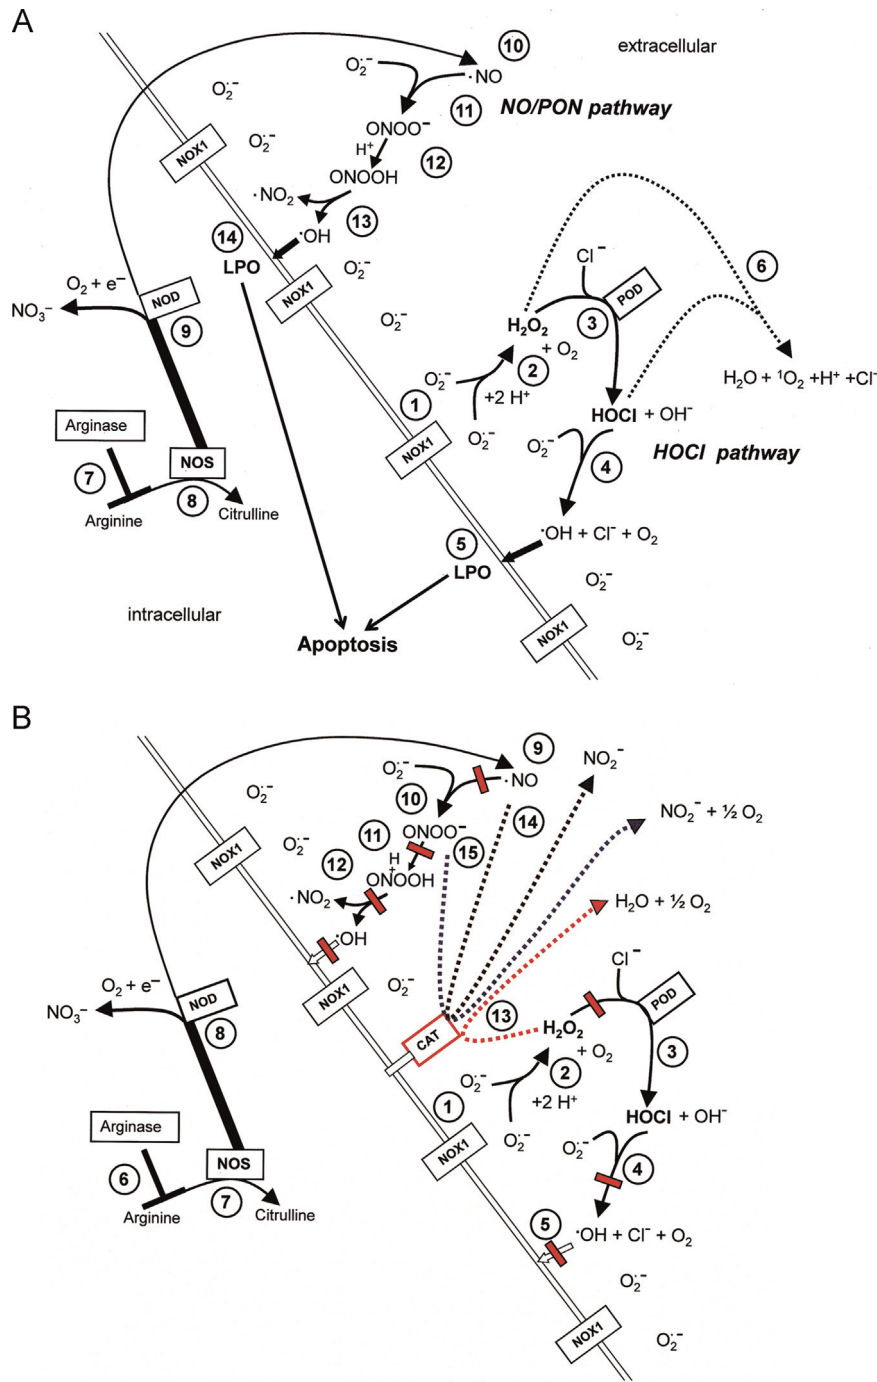 A
extracellular
10
O₂·⁻
·NO
O₂·⁻
11
NO/PON pathway
ONOO⁻
NOX1
O₂·⁻
H⁺
12
ONOOH
·NO₂
13
·OH
14
LPO
O₂·⁻
Cl⁻
6
NOX1
POD
O₂ + e⁻
NOD
NO₃⁻
9
O₂·⁻
H₂O₂
3
+ O₂
2
H₂O + ¹O₂ +H⁺ +Cl⁻
O₂·⁻
+2 H⁺
1
HOCl + OH⁻
Arginase
O₂·⁻
NOX1
O₂·⁻
HOCl pathway
NOS
4
7
8
Arginine
Citrulline
·OH + Cl⁻ + O₂
5
LPO
O₂·⁻
intracellular
NOX1
Apoptosis
O₂·⁻
B
9
NO₂⁻
O₂·⁻
·NO
O₂·⁻
10
14
NO₂⁻ + ½ O₂
ONOO⁻
11
15
NOX1
O₂·⁻
H
+
12
ONOOH
·NO₂
H₂O + ½ O₂
·OH
Cl⁻
O₂ + e⁻
NOD
NOX1
O₂·⁻
POD
NO₃⁻
13
H₂O₂
8
CAT
+ O₂
3
2
O₂·⁻
+2 H⁺
1
HOCl + OH⁻
Arginase
O₂·⁻
NOX1
O₂·⁻
NOS
4
6
7
Arginine
Citrulline
5
·OH + Cl⁻ + O₂
O₂·⁻
NOX1
O₂·⁻